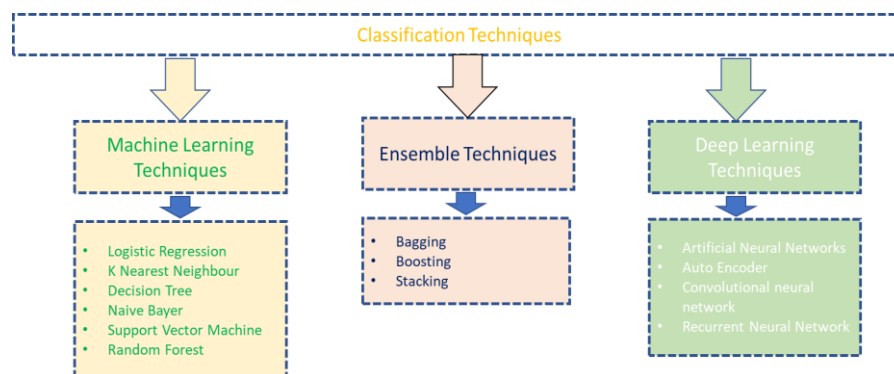 Classification Techniques
Machine Learning
Techniques
Ensemble Techniques
Deep Learning
Techniques
• Logistic Regression
• K Nearest Neighbour
• Decision Tree
• Naive Bayer
• Support Vector Machine
• Random Forest
• Bagging
• Boosting
• Stacking
• Artificial Neural Networks
• Auto Encoder
• Convolutional neural
network
• Recurrent Neural Network